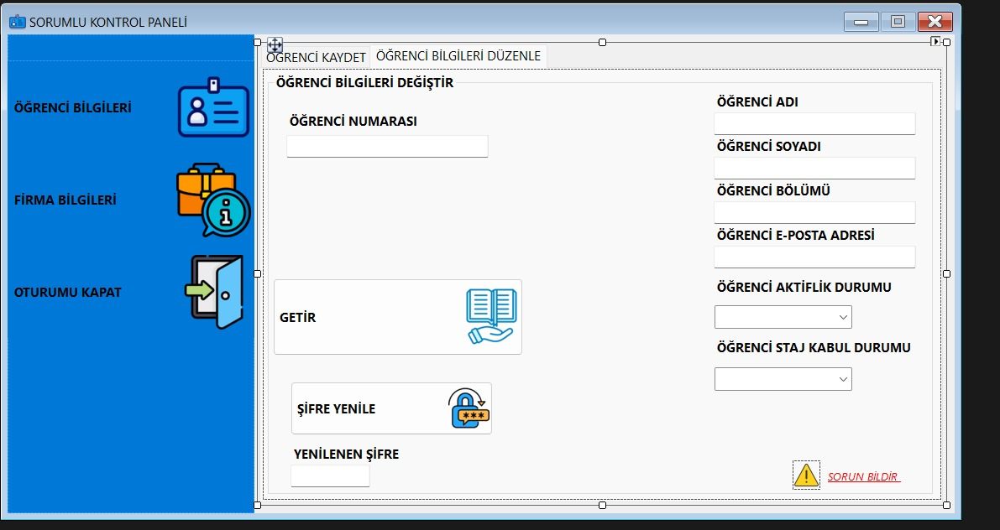 SORUMLU KONTROL PANELİ
ÖĞRENCİ BİLGİLERİ
FİRMA BİLGİLERİ
OTURUMU KAPAT
ÖĞRENCİ KAYDET
ÖĞRENCİ BİLGİLERİ DÜZENLE
ÖĞRENCİ BİLGİLERİ DEĞİŞTİR
ÖĞRENCİ NUMARASI
GETİR
ŞİFRE YENİLE
***
YENİLENEN ŞİFRE
ÖĞRENCİ ADI
ÖĞRENCİ SOYADI
ÖĞRENCİ BÖLÜMÜ
ÖĞRENCİ E-POSTA ADRESİ
ÖĞRENCİ AKTİFLİK DURUMU
ÖĞRENCİ STAJ KABUL DURUMU
SORUN BİLDİR